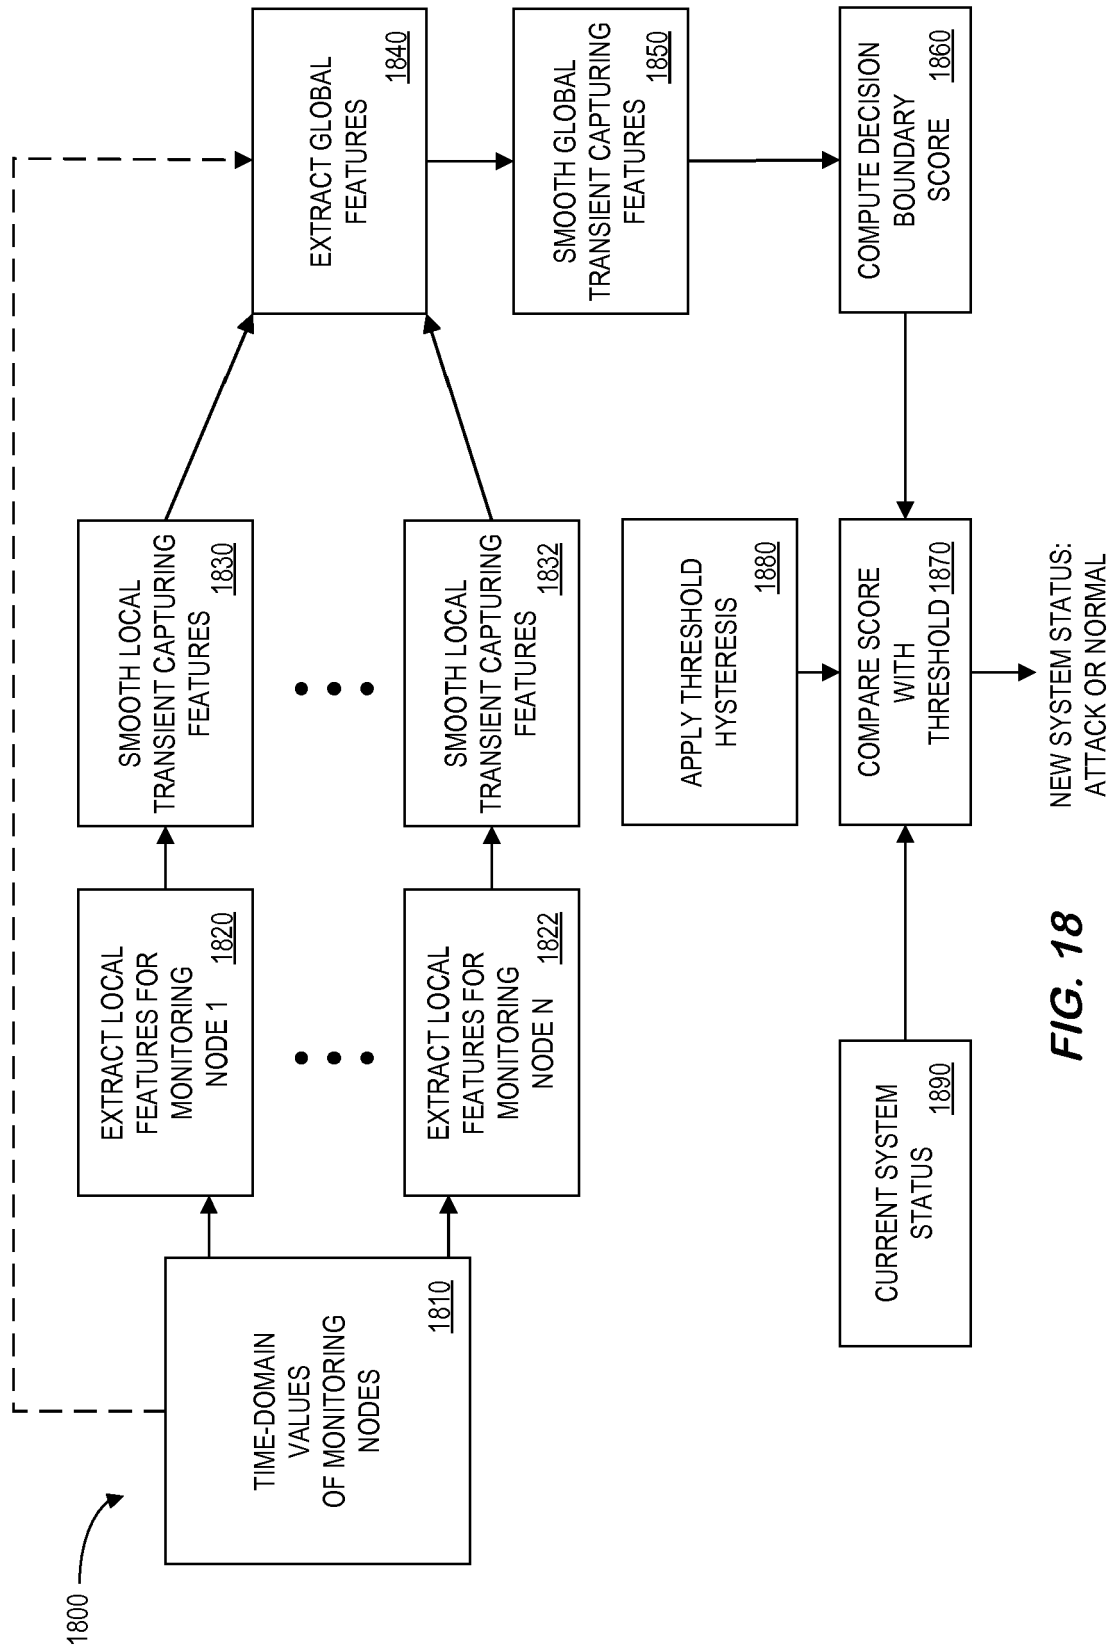 1800
TIME-DOMAIN
VALUES
OF MONITORING
NODES
1810
EXTRACT LOCAL
FEATURES FOR
MONITORING
NODE 1
1820
SMOOTH LOCAL
TRANSIENT CAPTURING
FEATURES
1830
EXTRACT LOCAL
FEATURES FOR
MONITORING
NODE N
1822
SMOOTH LOCAL
TRANSIENT CAPTURING
FEATURES
1832
EXTRACT GLOBAL
FEATURES
1840
SMOOTH GLOBAL
TRANSIENT CAPTURING
FEATURES
1850
COMPUTE DECISION
BOUNDARY
SCORE
1860
APPLY THRESHOLD
HYSTERESIS
1880
CURRENT SYSTEM
STATUS
1890
COMPARE SCORE
WITH
THRESHOLD 1870
NEW SYSTEM STATUS:
ATTACK OR NORMAL
FIG. 18